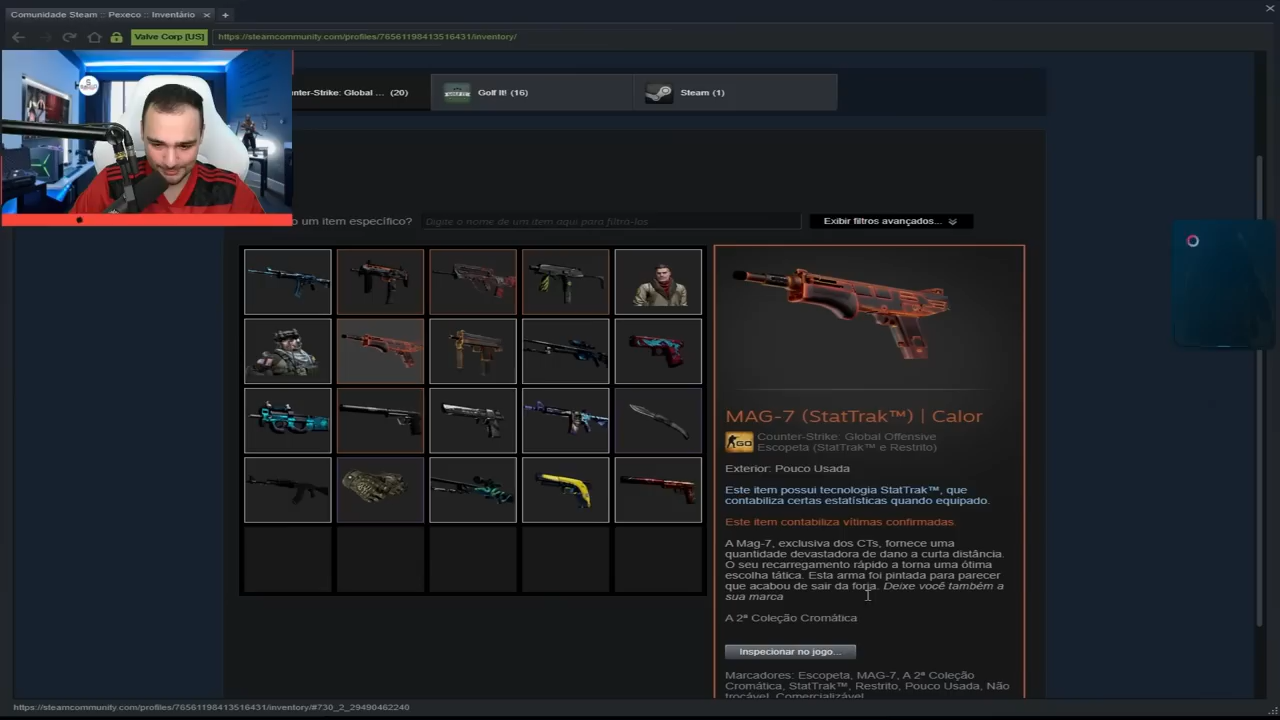 Comunidade Steam :: Pexeco :: Inventário
Valve Corp [US]
https://steamcommunity.com/profiles/76561198413516431/inventory/
nter-Strike: Global ... (20)
Golf It! (16)
Steam (1)
o um item específico?
Digite o nome de um item aqui para filtrá-los
Exibir filtros avançados...
MAG-7 (StatTrak™) | Calor
Counter-Strike: Global Offensive
Escopeta (StatTrak™ e Restrito)
Exterior: Pouco Usada
Este item possui tecnologia StatTrak™, que
contabiliza certas estatísticas quando equipado.
Este item contabiliza vítimas confirmadas
A Mag-7, exclusiva dos CTs, fornece uma
quantidade devastadora de dano a curta distância.
O seu recarregamento rápido a torna uma ótima
escolha tática. Esta arma foi pintada para parecer
que acabou de sair da forja. Deixe você também a
sua marca
A 2ª Coleção Cromática
Inspecionar no jogo...
Marcadores: Escopeta, MAG-7, A 2ª Coleção
Cromática, StatTrak™, Restrito, Pouco Usada, Não
trocável, Comercializável
https://steamcommunity.com/profiles/76561198413516431/inventory/#730_2_29490462240